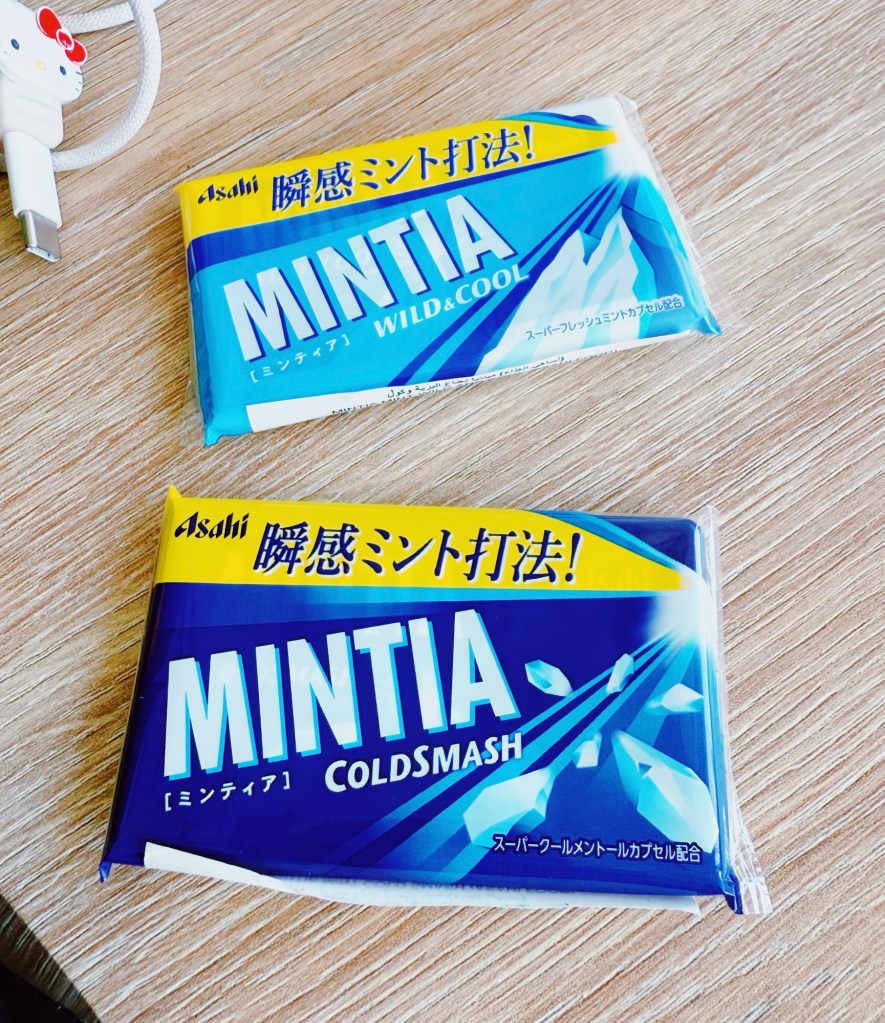 Asahi
瞬感ミント打法!
MINTIA
WILD&COOL
[ミンティア]
スーパーフレッシュミントカプセル配合
Asahi
瞬感ミント打法!
MINTIA
COLDSMASH
[ミンティア]
スーパークールメントールカプセル配合